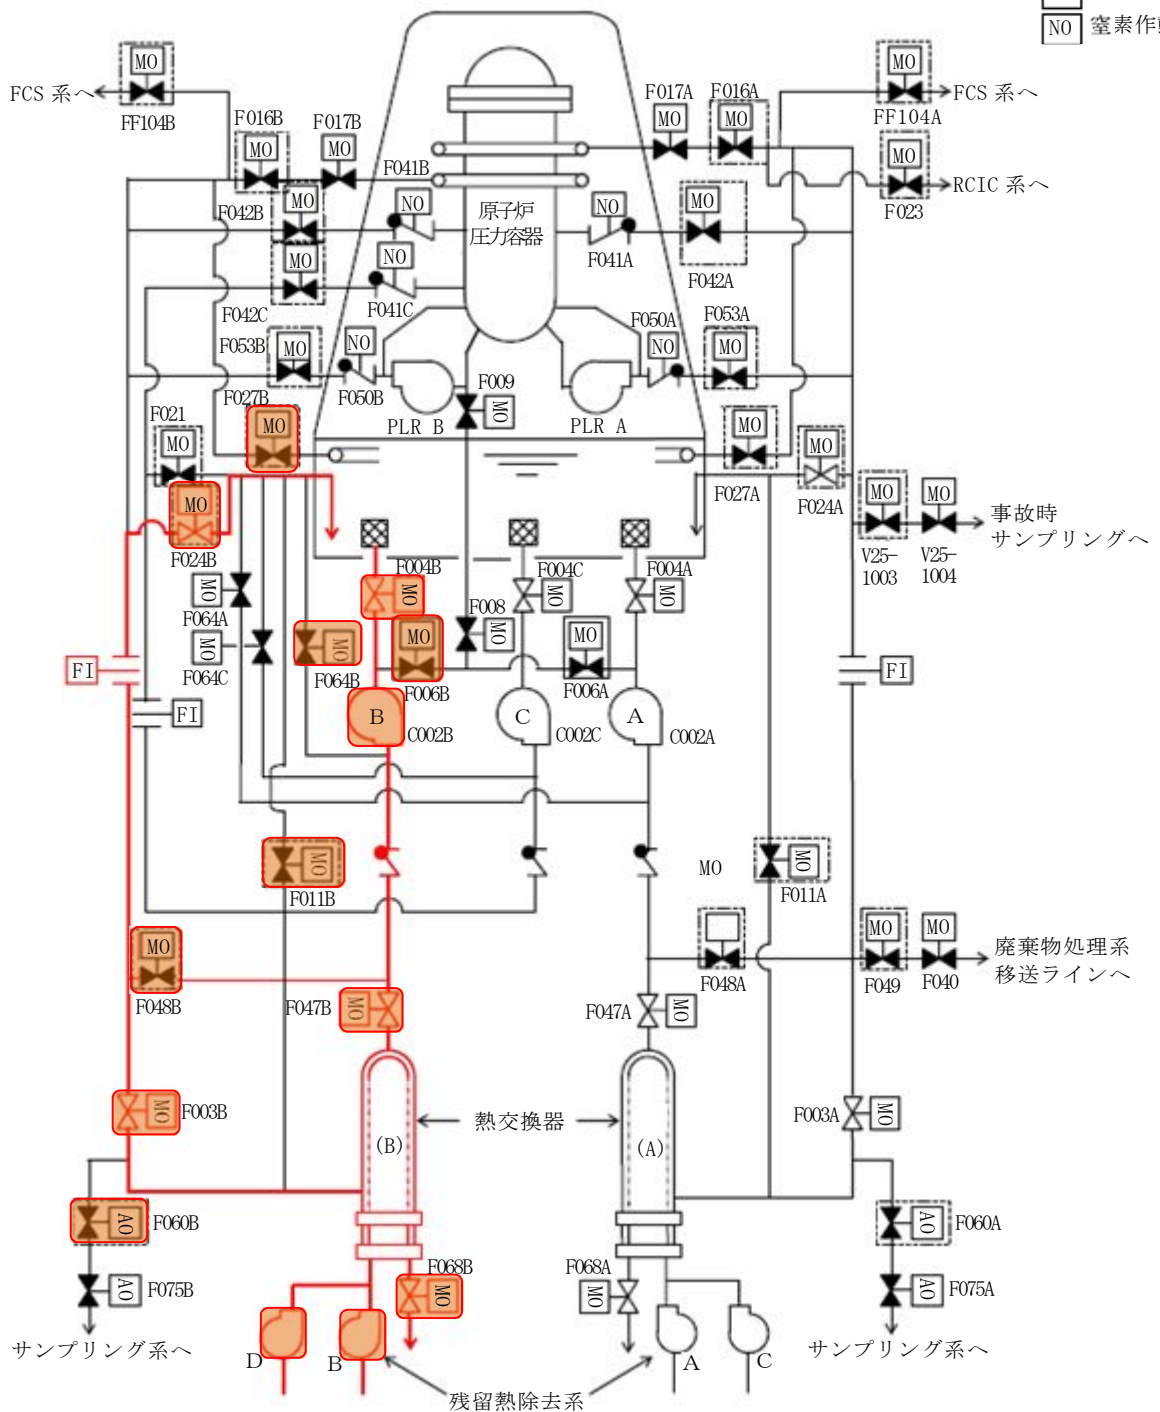 NO 窒素作動
MO
MO
FCS 系へ
FF104B
F016B
F017B
F017A
F016A
FF104A
FCS 系へ
MO
MO
MO
MO
MO
F041B
RCIC 系へ
F023
F042B
MO
NO
原子炉
圧力容器
NO
MO
F041A
F042A
MO
NO
F042C
F041C
F053B
MO
NO
F050A
F053A
NO
MO
F027B
F050B
F009
MO
PLR B
PLR A
F021
MO
MO
MO
MO
F027A
F024A
MO
MO
MO
F024B
事故時
サンプリングへ
V25-
1003
V25-
1004
F004B
F004C
F004A
MO
MO
MO
MO
F064A
F008
MO
MO
MO
MO
MO
F064C
F064B
F006B
F006A
FI
FI
FI
B
C
A
C002B
C002C
C002A
MO
MO
MO
F011B
F011A
MO
MO
MO
廃棄物処理系
移送ラインへ
F048B
F048A
F049
F040
F047B
MO
F047A
MO
MO
F003B
熱交換器
F003A
MO
(B)
(A)
AO
F060B
AO
F060A
F068B
MO
F068A
MO
AO
F075B
AO
F075A
サンプリング系へ
サンプリング系へ
D
B
A
C
残留熱除去系